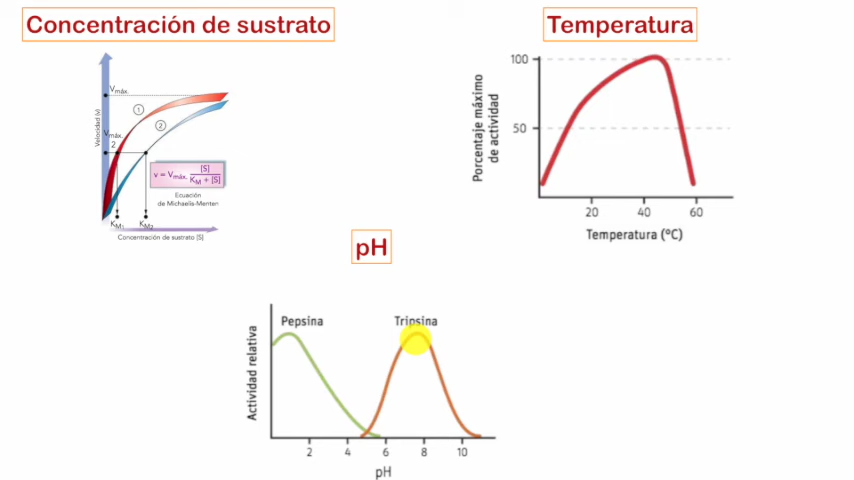 Concentración de sustrato
Temperatura
Vmáx.
1
2
Velocidad (v)
Vmáx.
2
v = Vmáx. [S]
KM + [S]
Ecuación
de Michaelis-Menten
KM1
KM2
Concentración de sustrato [S]
Porcentaje máximo
de actividad
100
50
20
40
60
Temperatura (°C)
pH
Pepsina
Tripsina
Actividad relativa
2
4
6
8
10
pH